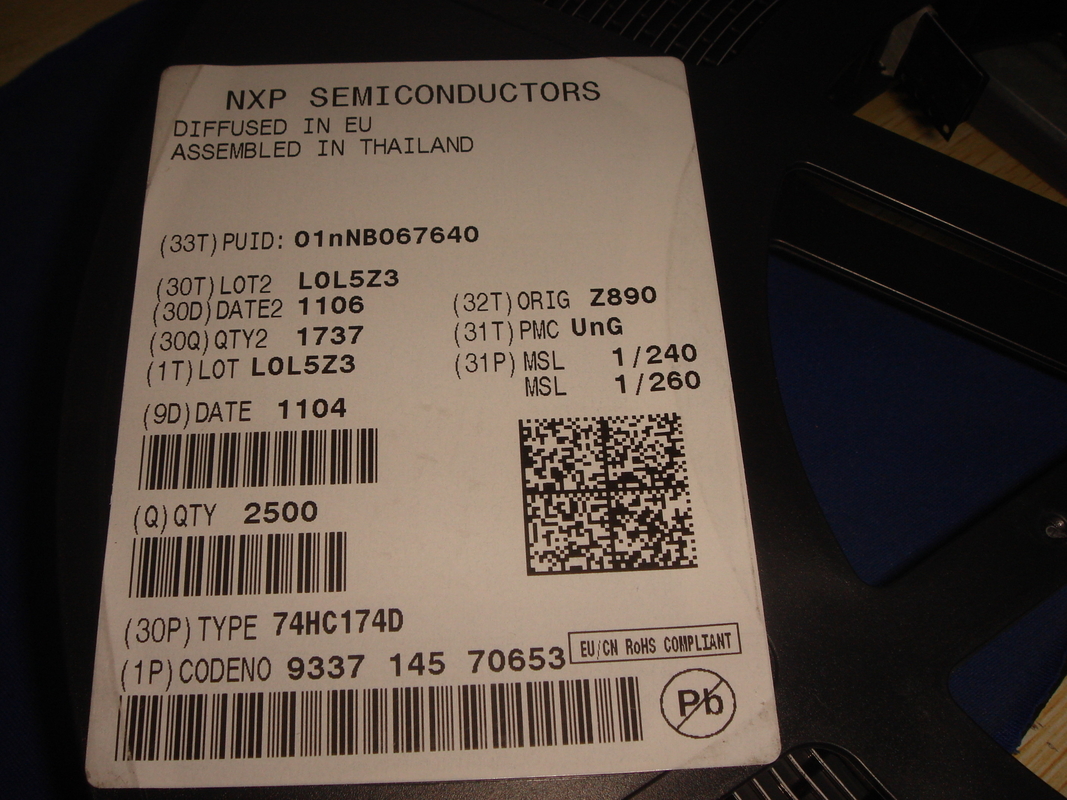 NXP SEMICONDUCTORS
DIFFUSED IN EU
ASSEMBLED IN THAILAND
(33T)PUID: 01nNB067640
(30T)LOT2 L0L5Z3
(30D)DATE2 1106
(32T)ORIG Z890
(30Q)QTY2 1737
(31T)PMC UnG
(1T)LOT L0L5Z3
(31P)MSL 1/240
MSL 1/260
(9D)DATE 1104
(Q)QTY 2500
(30P)TYPE 74HC174D
EU/CN RoHS COMPLIANT
(1P)CODENO 9337 145 70653
Pb